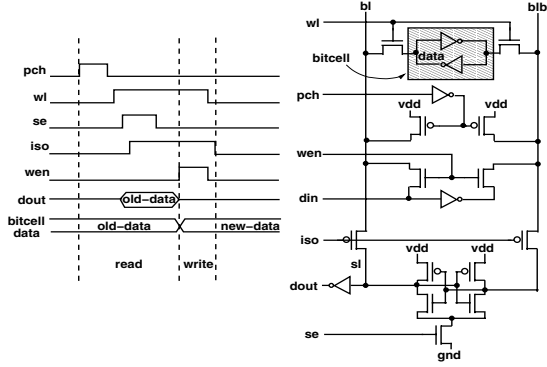 pch
wl
se
iso
wen
dout
old-data
bitcell
data
old-data
new-data
read
write
bl
blb
wl
data
bitcell
pch
vdd
vdd
wen
din
iso
vdd
vdd
sl
dout
se
gnd